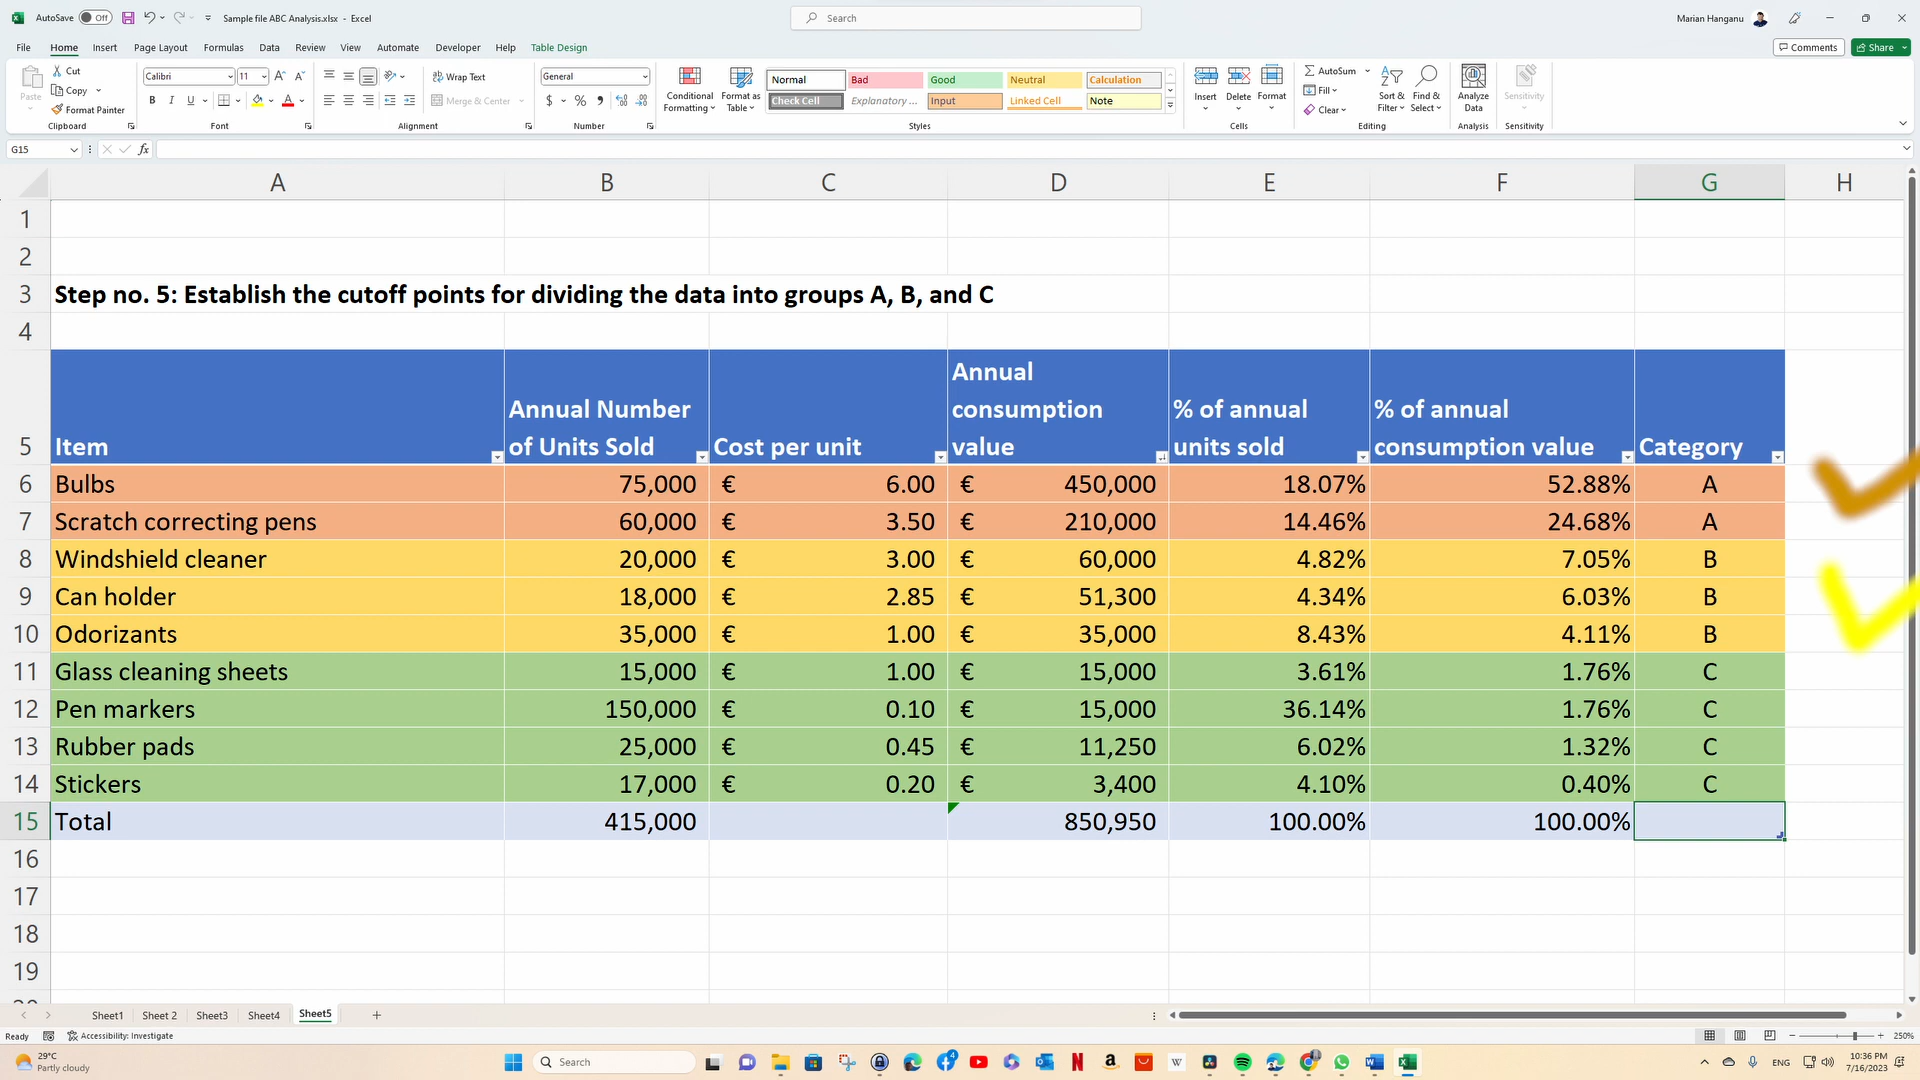 AutoSave Off Sample file ABC Analysis.xlsx - Excel Search Marian Hanganu
File Home Insert Page Layout Formulas Data Review View Automate Developer Help Table Design Comments Share
Paste Cut Copy Format Painter Clipboard
Calibri 11 B I U Font
Wrap Text Merge & Center Alignment
General $ % Number
Conditional Formatting Format as Table
Normal Bad Good Neutral Calculation
Check Cell Explanatory ... Input Linked Cell Note
Styles
Insert Delete Format Cells
AutoSum Fill Clear Sort & Filter Find & Select Editing
Analyze Data Analysis
Sensitivity Sensitivity
G15 fx
A B C D E F G H
1
2
3 Step no. 5: Establish the cutoff points for dividing the data into groups A, B, and C
4
5 Item Annual Number of Units Sold Cost per unit Annual consumption value % of annual units sold % of annual consumption value Category
6 Bulbs 75,000 € 6.00 € 450,000 18.07% 52.88% A
7 Scratch correcting pens 60,000 € 3.50 € 210,000 14.46% 24.68% A
8 Windshield cleaner 20,000 € 3.00 € 60,000 4.82% 7.05% B
9 Can holder 18,000 € 2.85 € 51,300 4.34% 6.03% B
10 Odorizants 35,000 € 1.00 € 35,000 8.43% 4.11% B
11 Glass cleaning sheets 15,000 € 1.00 € 15,000 3.61% 1.76% C
12 Pen markers 150,000 € 0.10 € 15,000 36.14% 1.76% C
13 Rubber pads 25,000 € 0.45 € 11,250 6.02% 1.32% C
14 Stickers 17,000 € 0.20 € 3,400 4.10% 0.40% C
15 Total 415,000 850,950 100.00% 100.00%
16
17
18
19
Sheet1 Sheet 2 Sheet3 Sheet4 Sheet5
Ready Accessibility: Investigate 250%
29°C
Partly cloudy
Search
ENG
10:36 PM
7/16/2023